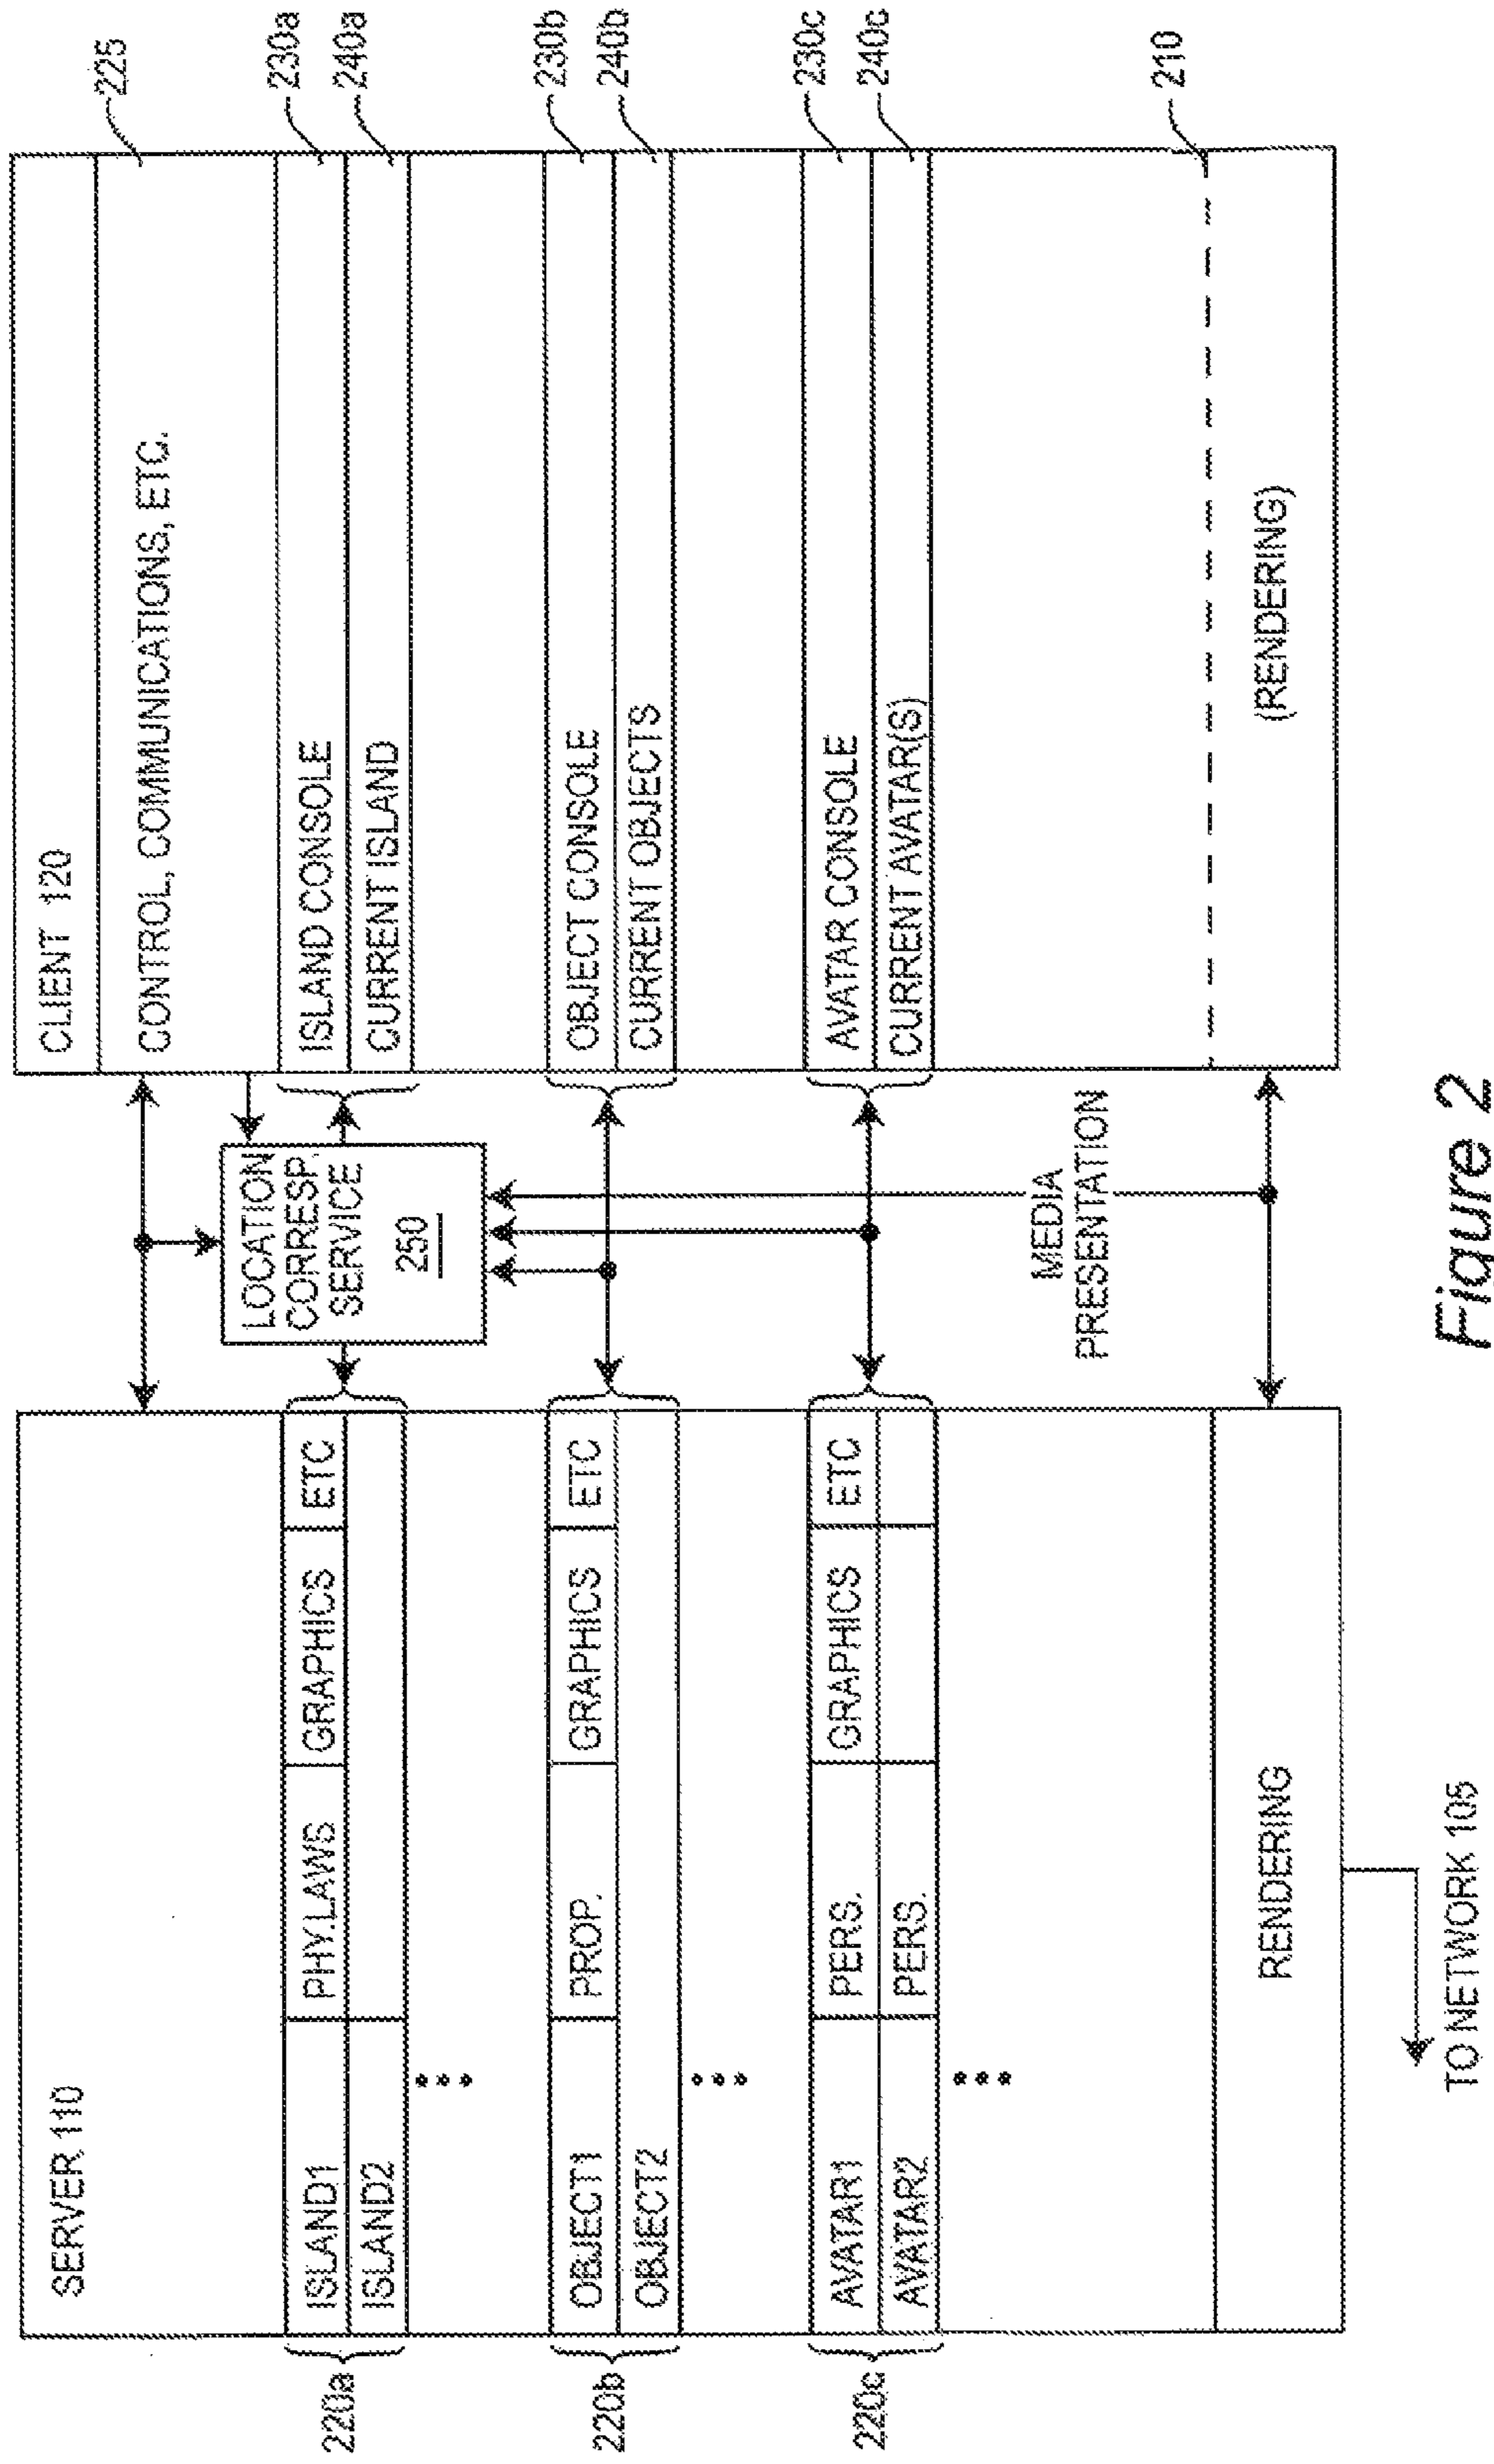 SERVER 110
220a
ISLAND1 PHY.LAWS GRAPHICS ETC
ISLAND2
220b
OBJECT1 PROP. GRAPHICS ETC
OBJECT2
220c
AVATAR1 PERS. GRAPHICS ETC
AVATAR2 PERS.
RENDERING
TO NETWORK 105
LOCATION
CORRESP.
SERVICE
250
MEDIA
PRESENTATION
CLIENT 120
CONTROL, COMMUNICATIONS, ETC.
225
ISLAND CONSOLE
230a
CURRENT ISLAND
240a
OBJECT CONSOLE
230b
CURRENT OBJECTS
240b
AVATAR CONSOLE
230c
CURRENT AVATAR(S)
240c
210
(RENDERING)
Figure 2